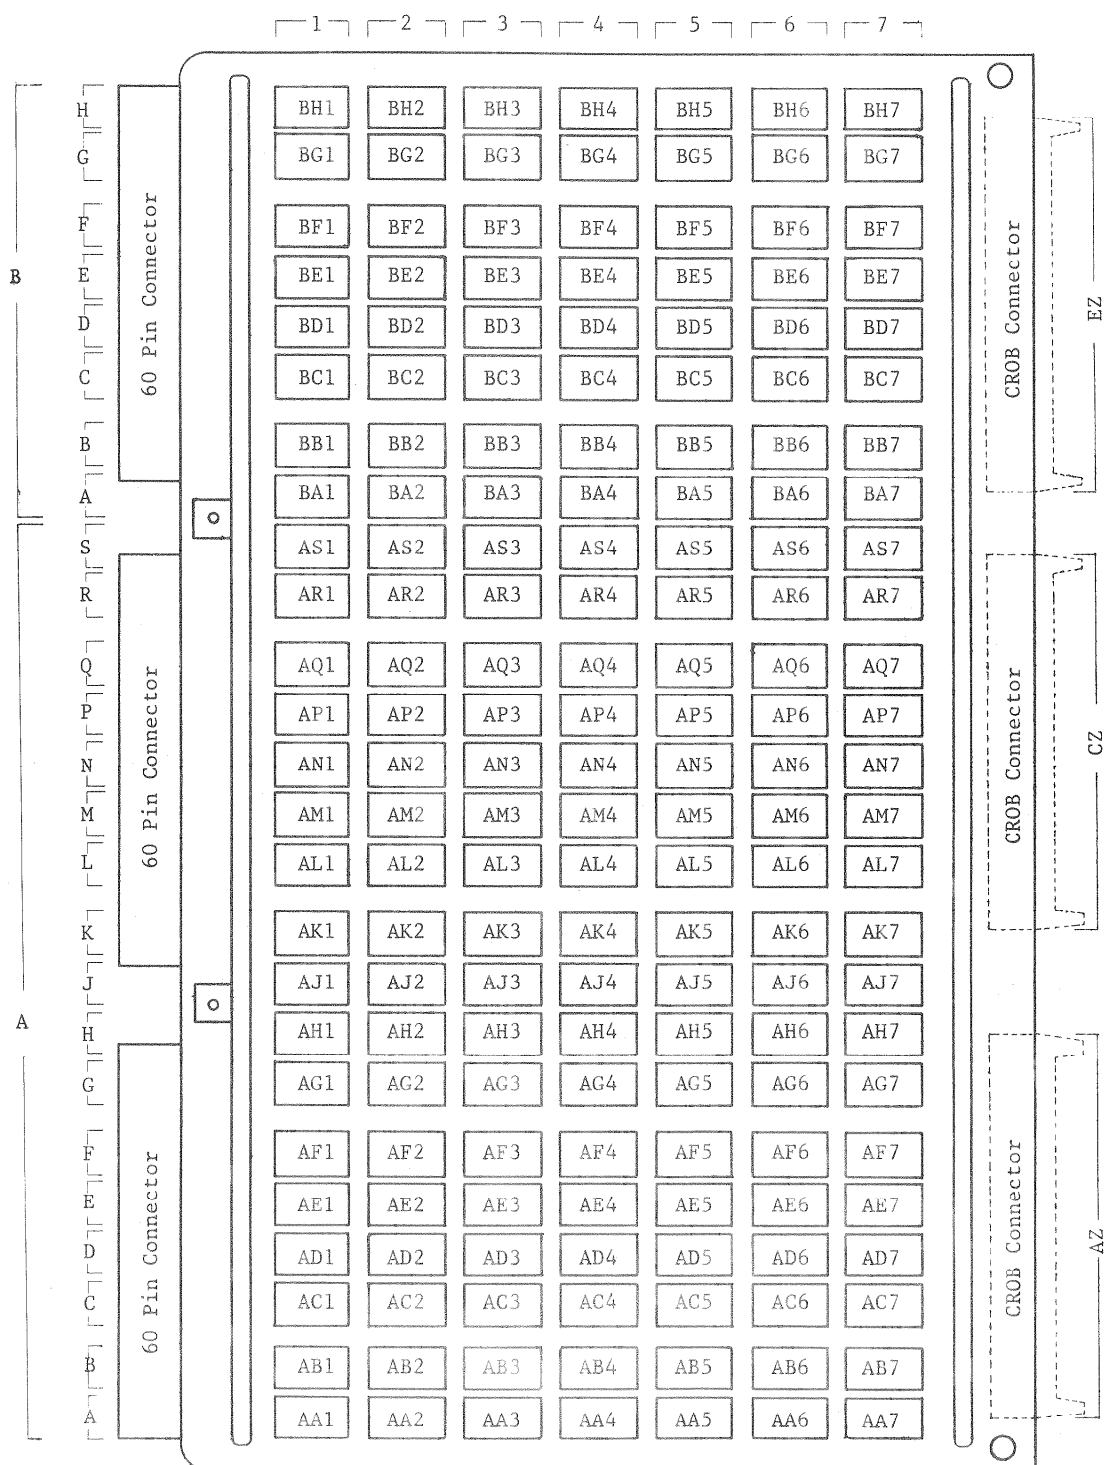 1 2 3 4 5 6 7
H BH1 BH2 BH3 BH4 BH5 BH6 BH7
G BG1 BG2 BG3 BG4 BG5 BG6 BG7
F BF1 BF2 BF3 BF4 BF5 BF6 BF7
E BE1 BE2 BE3 BE4 BE5 BE6 BE7
D BD1 BD2 BD3 BD4 BD5 BD6 BD7
C BC1 BC2 BC3 BC4 BC5 BC6 BC7
B BB1 BB2 BB3 BB4 BB5 BB6 BB7
A BA1 BA2 BA3 BA4 BA5 BA6 BA7
B
60 Pin Connector
CROB Connector
EZ
S AS1 AS2 AS3 AS4 AS5 AS6 AS7
R AR1 AR2 AR3 AR4 AR5 AR6 AR7
Q AQ1 AQ2 AQ3 AQ4 AQ5 AQ6 AQ7
P AP1 AP2 AP3 AP4 AP5 AP6 AP7
N AN1 AN2 AN3 AN4 AN5 AN6 AN7
M AM1 AM2 AM3 AM4 AM5 AM6 AM7
L AL1 AL2 AL3 AL4 AL5 AL6 AL7
K AK1 AK2 AK3 AK4 AK5 AK6 AK7
60 Pin Connector
CROB Connector
CZ
J AJ1 AJ2 AJ3 AJ4 AJ5 AJ6 AJ7
A
H AH1 AH2 AH3 AH4 AH5 AH6 AH7
G AG1 AG2 AG3 AG4 AG5 AG6 AG7
F AF1 AF2 AF3 AF4 AF5 AF6 AF7
E AE1 AE2 AE3 AE4 AE5 AE6 AE7
D AD1 AD2 AD3 AD4 AD5 AD6 AD7
C AC1 AC2 AC3 AC4 AC5 AC6 AC7
B AB1 AB2 AB3 AB4 AB5 AB6 AB7
A AA1 AA2 AA3 AA4 AA5 AA6 AA7
60 Pin Connector
CROB Connector
AZ